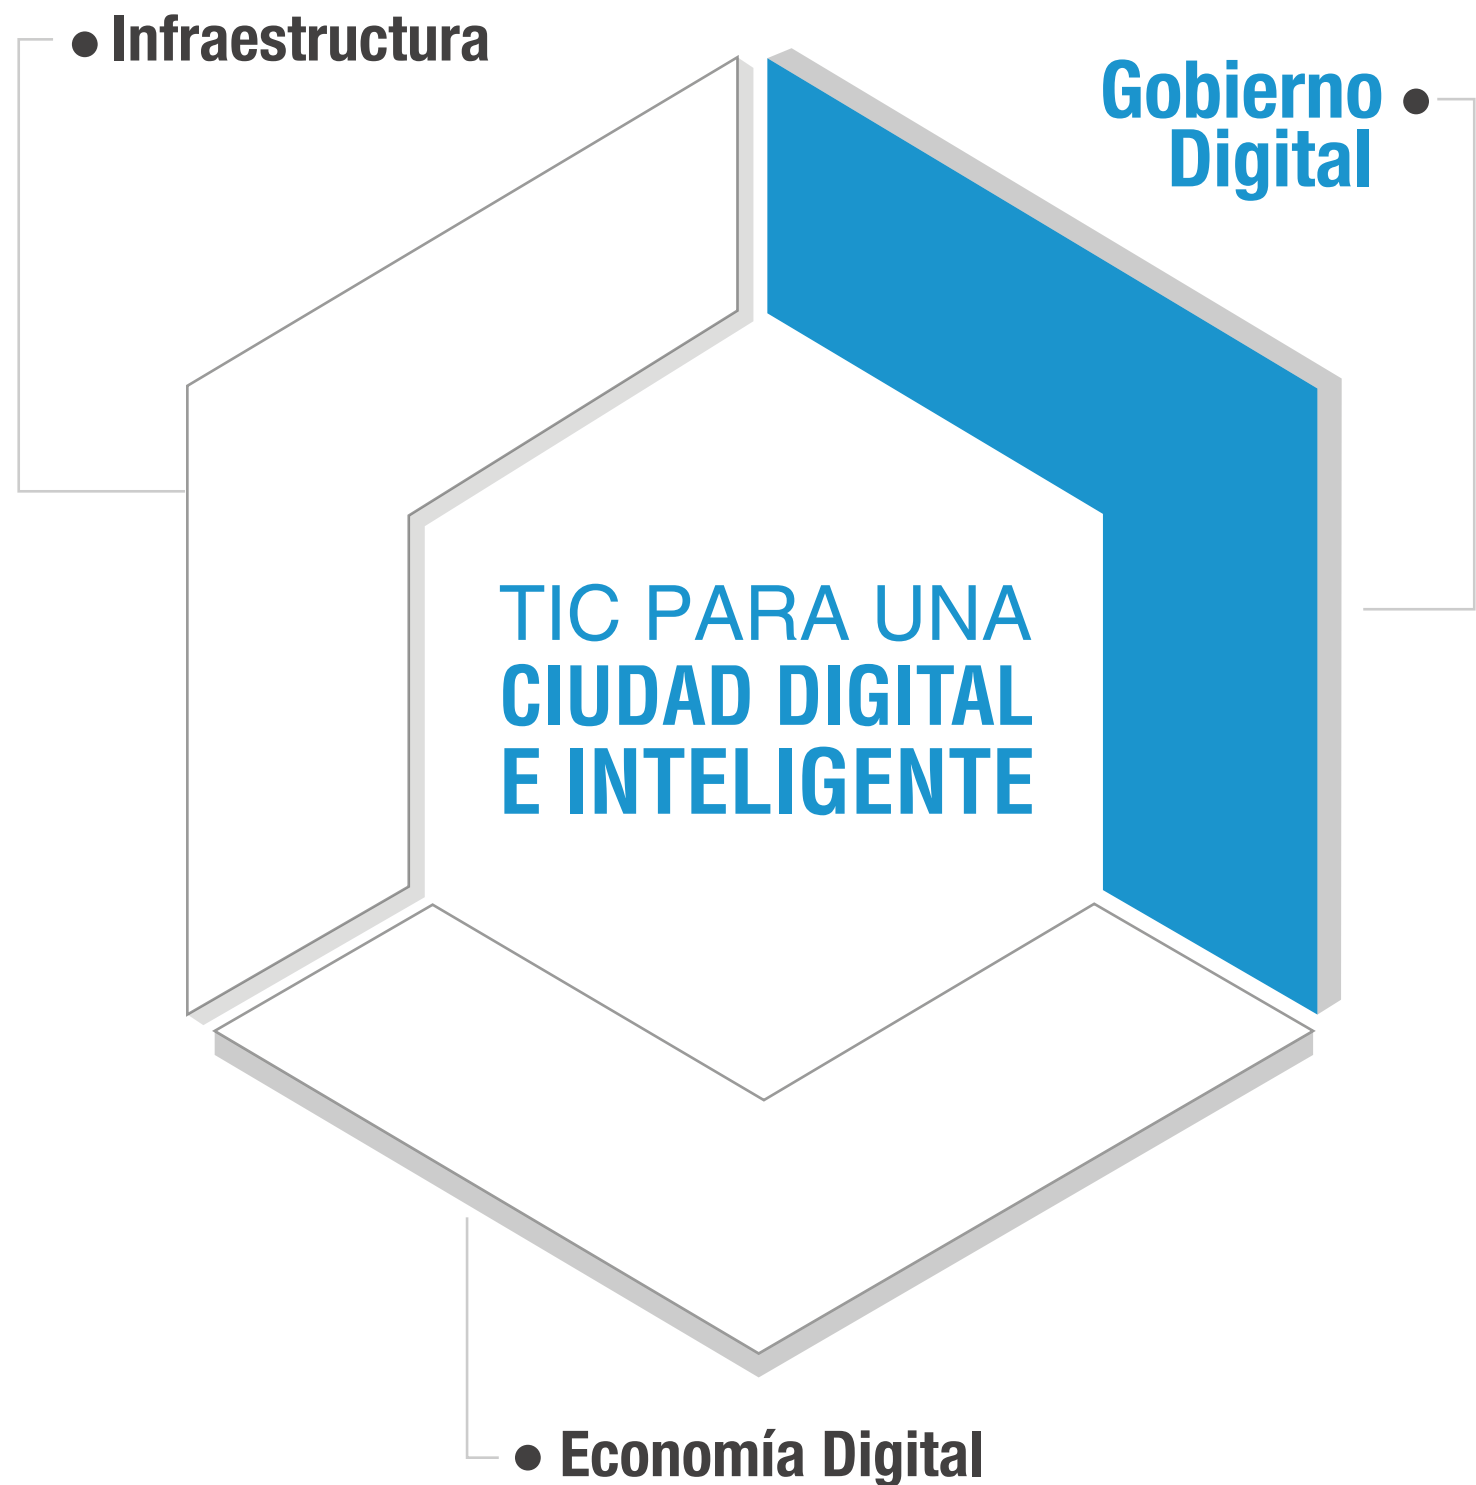 Infraestructura
Gobierno
Digital
TIC PARA UNA
CIUDAD DIGITAL
E INTELIGENTE
Economía Digital